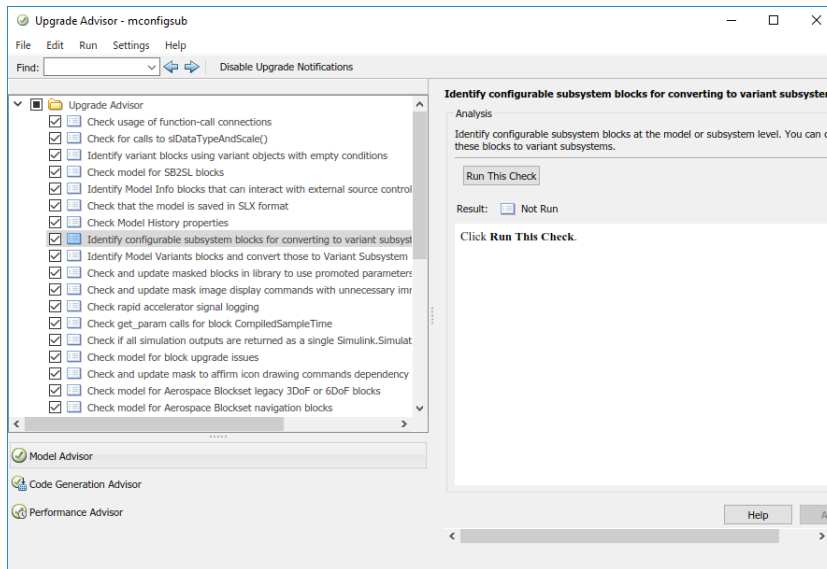 Upgrade Advisor - mconfigsub
File Edit Run Settings Help
Find: Disable Upgrade Notifications
Upgrade Advisor
Check usage of function-call connections
Check for calls to slDataTypeAndScale()
Identify variant blocks using variant objects with empty conditions
Check model for SB2SL blocks
Identify Model Info blocks that can interact with external source control
Check that the model is saved in SLX format
Check Model History properties
Identify configurable subsystem blocks for converting to variant subsyst
Identify Model Variants blocks and convert those to Variant Subsystem
Check and update masked blocks in library to use promoted parameters
Check and update mask image display commands with unnecessary imr
Check rapid accelerator signal logging
Check get_param calls for block CompiledSampleTime
Check if all simulation outputs are returned as a single Simulink.Simulat
Check model for block upgrade issues
Check and update mask to affirm icon drawing commands dependency
Check model for Aerospace Blockset legacy 3DoF or 6DoF blocks
Check model for Aerospace Blockset navigation blocks
Model Advisor
Code Generation Advisor
Performance Advisor
Identify configurable subsystem blocks for converting to variant subsyster
Analysis
Identify configurable subsystem blocks at the model or subsystem level. You can c
these blocks to variant subsystems.
Run This Check
Result: Not Run
Click Run This Check.
Help A